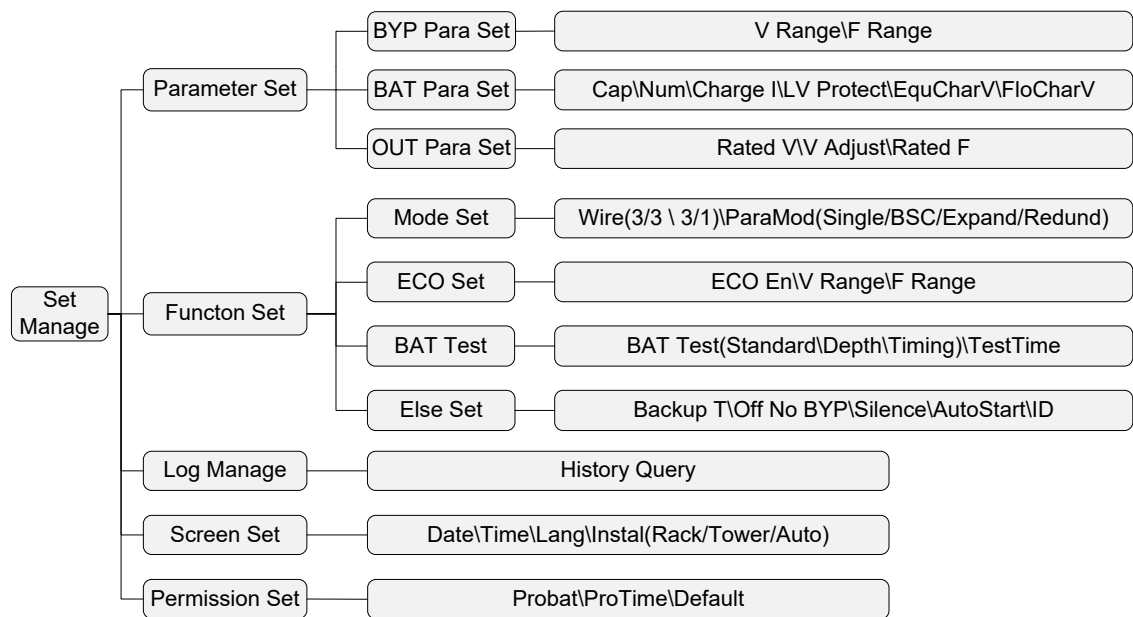 BYP Para Set
V Range\F Range
Parameter Set
BAT Para Set
Cap\Num\Charge I\LV Protect\EquCharV\FloCharV
OUT Para Set
Rated V\V Adjust\Rated F
Mode Set
Wire(3/3 \ 3/1)\ParaMod(Single/BSC/Expand/Redund)
ECO Set
ECO En\V Range\F Range
Set
Manage
Functon Set
BAT Test
BAT Test(Standard\Depth\Timing)\TestTime
Else Set
Backup T\Off No BYP\Silence\AutoStart\ID
Log Manage
History Query
Screen Set
Date\Time\Lang\Instal(Rack/Tower/Auto)
Permission Set
Probat\ProTime\Default